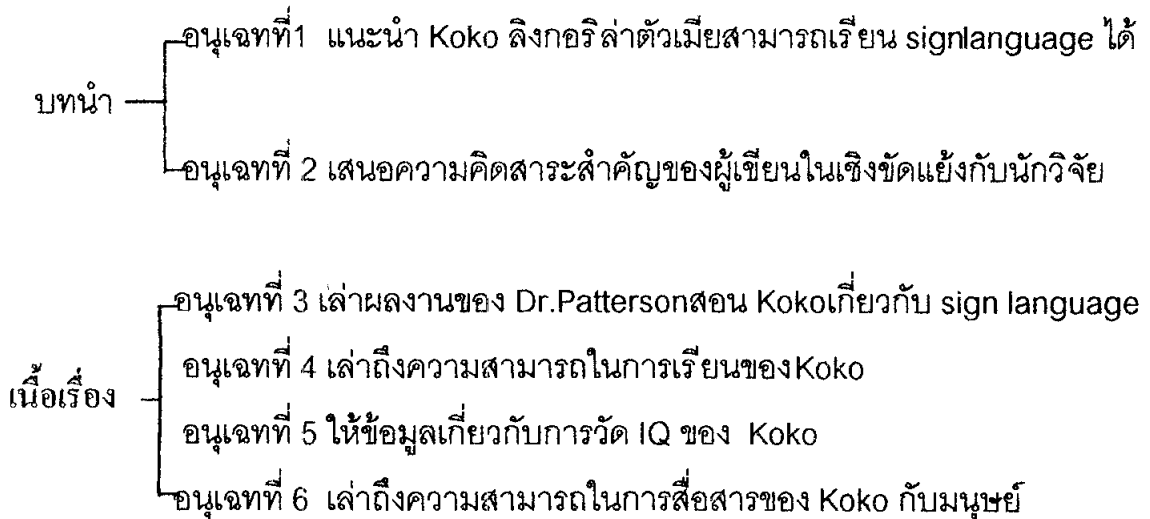 อนุเฉทที่1 แนะนำ Koko ลิงกอริล่าตัวเมียสามารถเรียน signlanguage ได้
บทนำ
อนุเฉทที่ 2 เสนอความคิดสาระสำคัญของผู้เขียนในเชิงขัดแย้งกับนักวิจัย
อนุเฉทที่ 3 เล่าผลงานของ Dr.Pattersonสอน Kokoเกี่ยวกับ sign language
อนุเฉทที่ 4 เล่าถึงความสามารถในการเรียนของKoko
เนื้อเรื่อง
อนุเฉทที่ 5 ให้ข้อมูลเกี่ยวกับการวัด IQ ของ Koko
อนุเฉทที่ 6 เล่าถึงความสามารถในการสื่อสารของ Koko กับมนุษย์